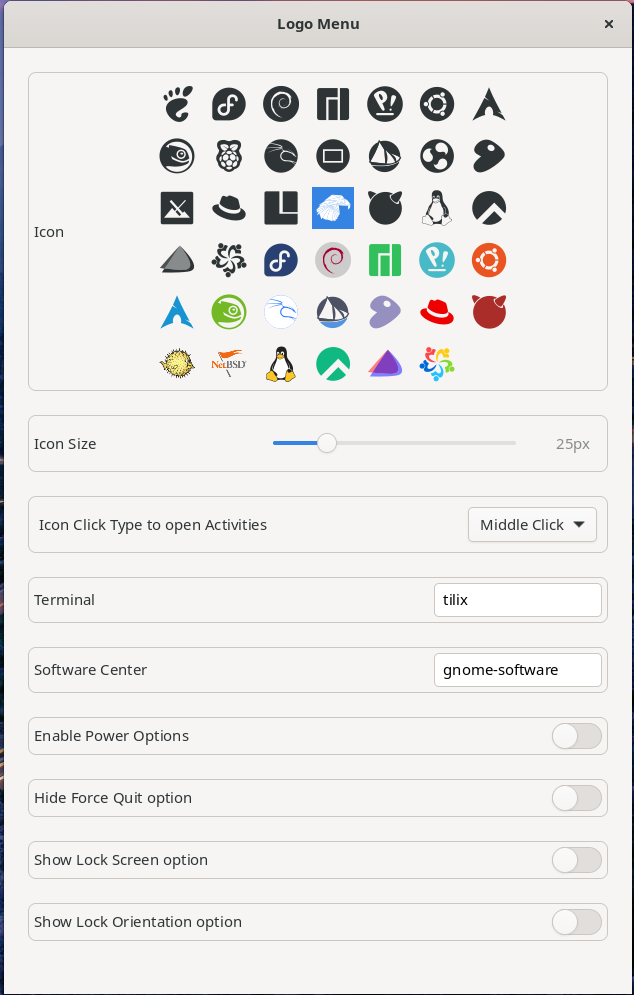 Logo Menu
Icon
NetBSD
Icon Size
25px
Icon Click Type to open Activities
Middle Click
Terminal
tilix
Software Center
gnome-software
Enable Power Options
Hide Force Quit option
Show Lock Screen option
Show Lock Orientation option